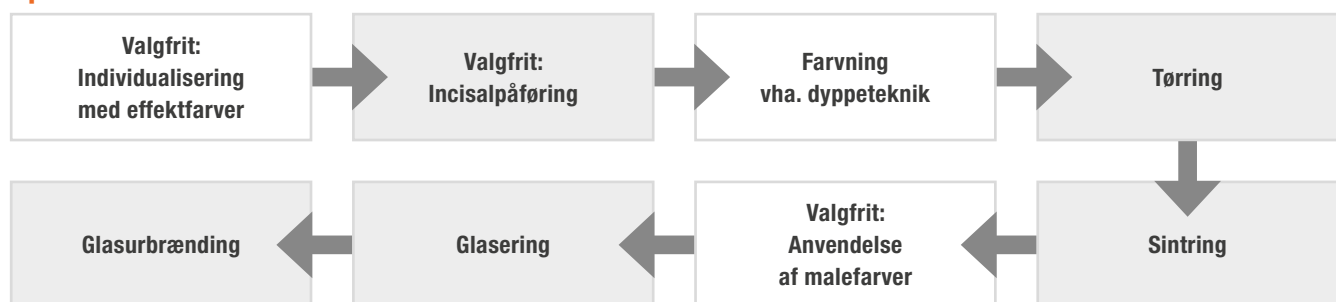 Valgfrit:
Individualisering
med effektfarver
Valgfrit:
Incisalpåføring
Farvning
vha. dyppeteknik
Tørring
Sintring
Valgfrit:
Anvendelse
af malefarver
Glasering
Glasurbrænding